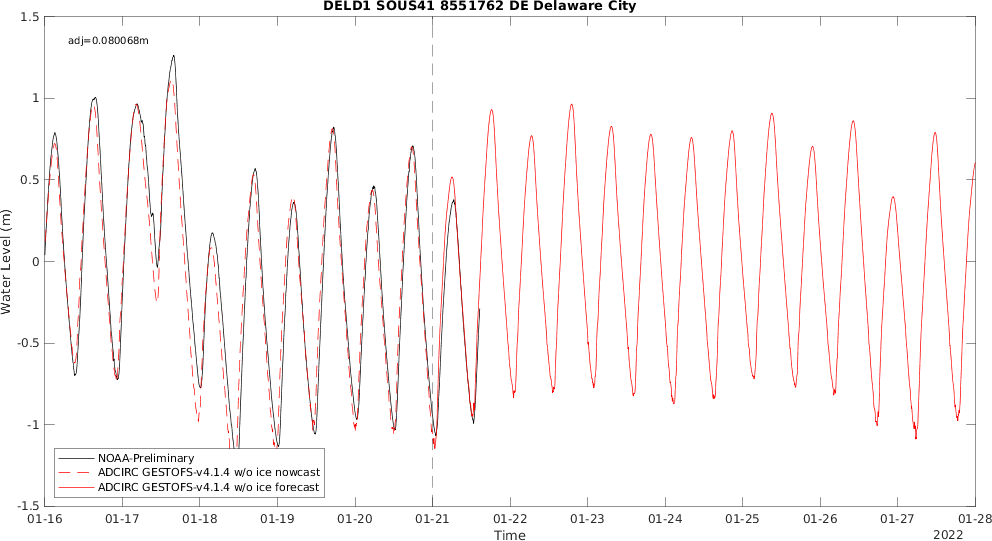 DELD1 SOUS41 8551762 DE Delaware City
adj=0.080068m
1.5
1
0.5
0
-0.5
-1
-1.5
Water Level (m)
NOAA-Preliminary
ADCIRC GESTOFS-v4.1.4 w/o ice nowcast
ADCIRC GESTOFS-v4.1.4 w/o ice forecast
01-16 01-17 01-18 01-19 01-20 01-21 01-22 01-23 01-24 01-25 01-26 01-27 01-28
Time
2022